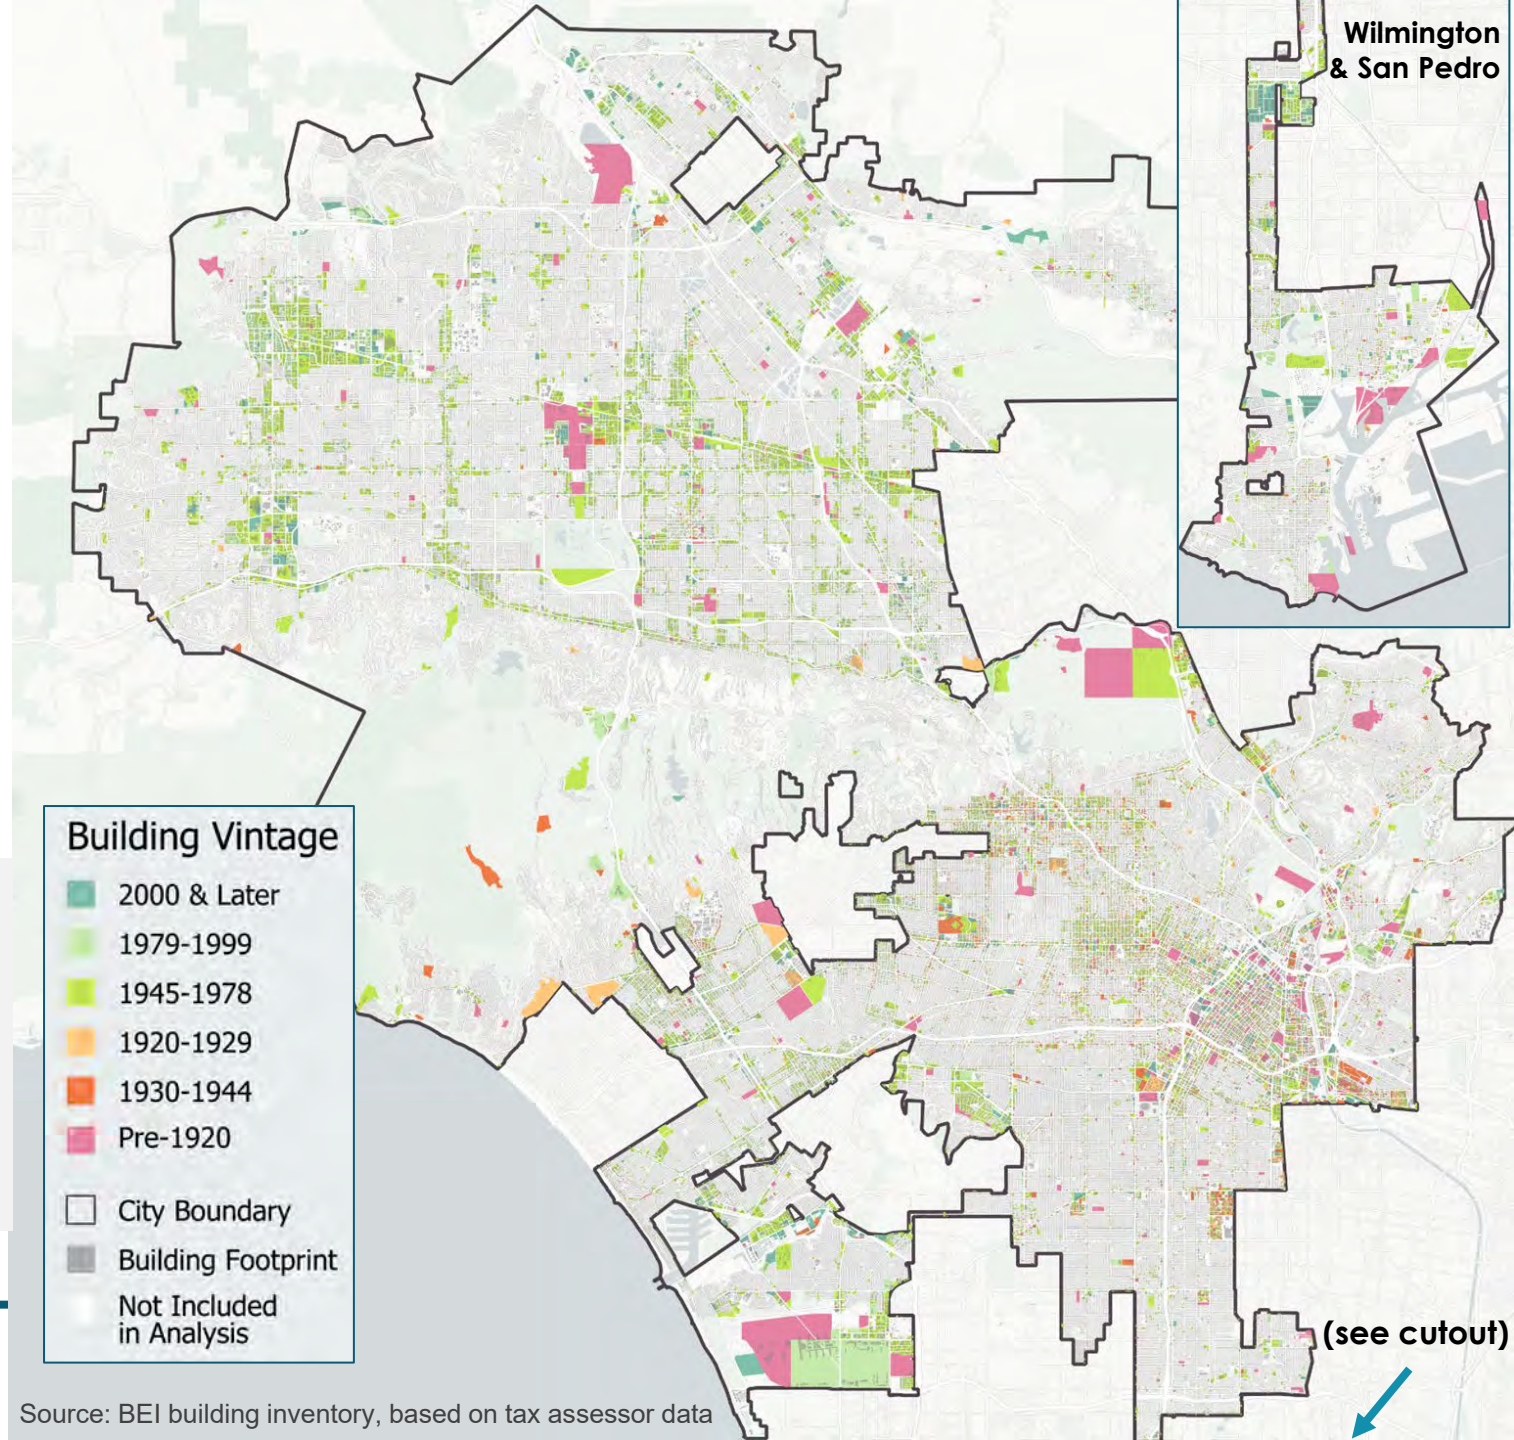 Wilmington
& San Pedro
Building Vintage
2000 & Later
1979-1999
1945-1978
1920-1929
1930-1944
Pre-1920
City Boundary
Building Footprint
Not Included
in Analysis
(see cutout)
Source: BEI building inventory, based on tax assessor data